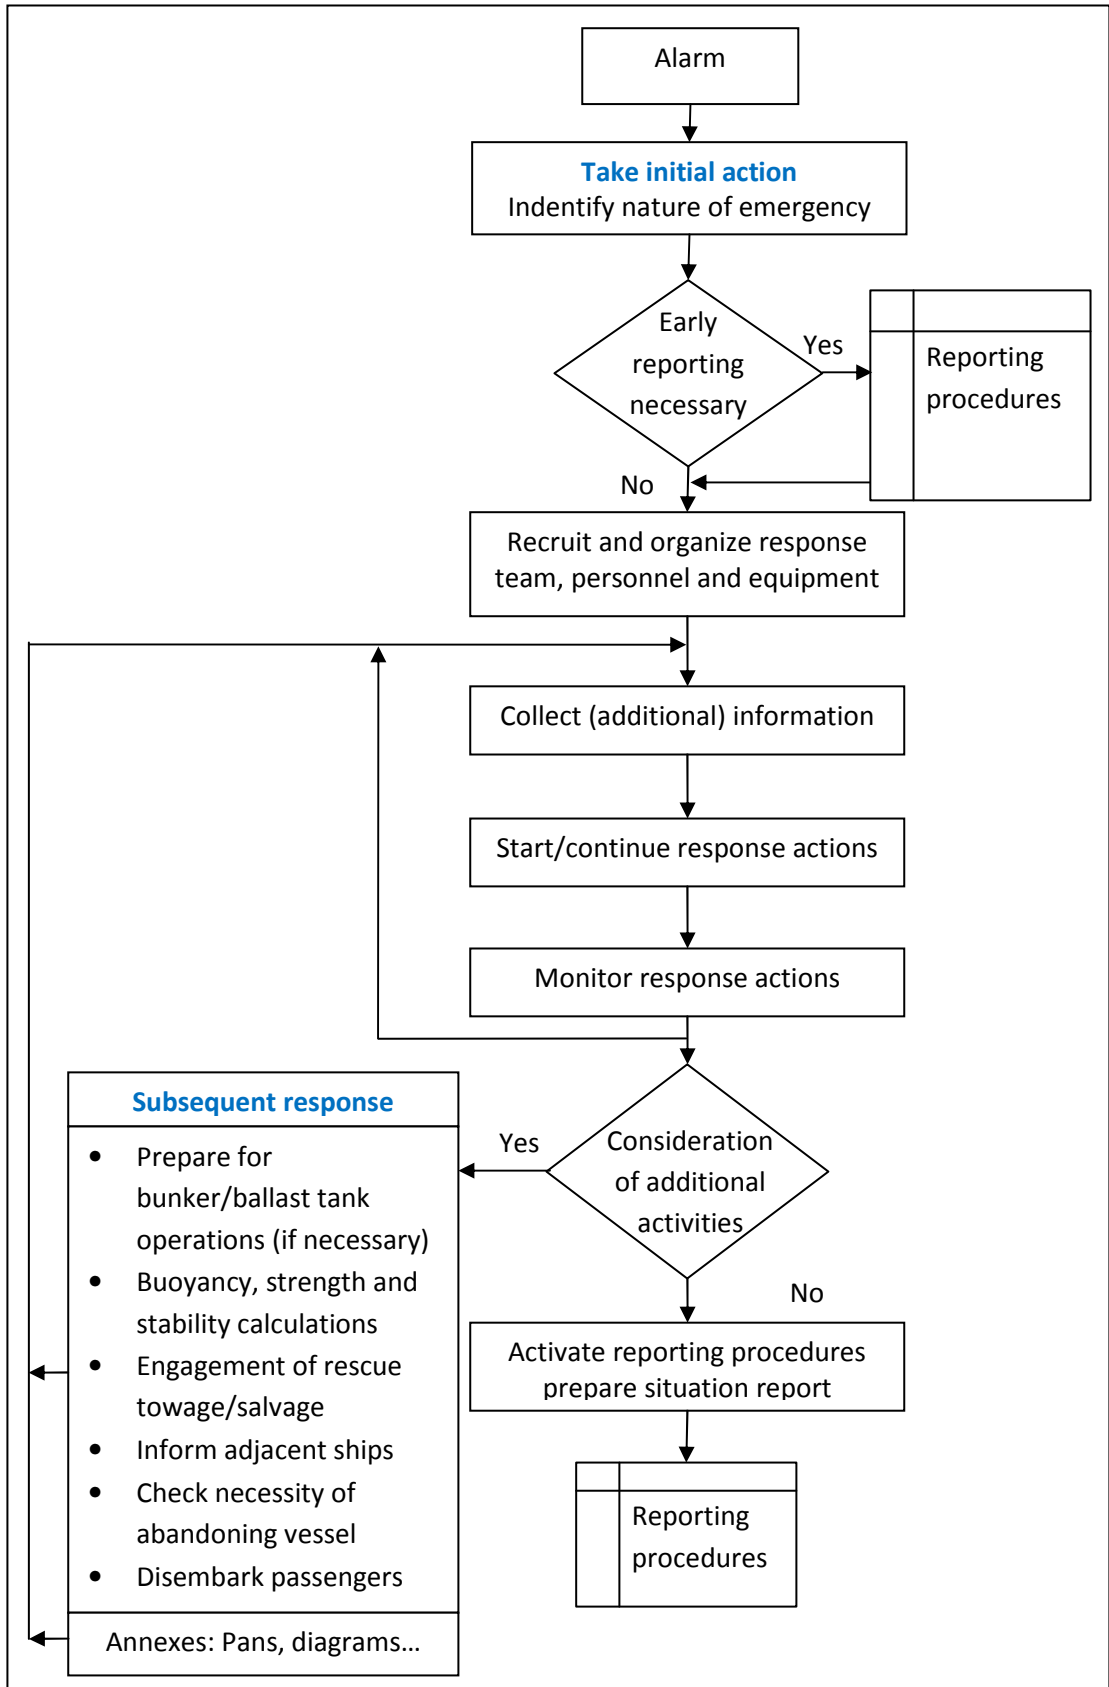 Alarm
Take initial action
Indentify nature of emergency
Early
reporting
necessary
Yes
Reporting
procedures
No
Recruit and organize response
team, personnel and equipment
Collect (additional) information
Start/continue response actions
Monitor response actions
Consideration
of additional
activities
Yes
Subsequent response
• Prepare for
bunker/ballast tank
operations (if necessary)
• Buoyancy, strength and
stability calculations
• Engagement of rescue
towage/salvage
• Inform adjacent ships
• Check necessity of
abandoning vessel
• Disembark passengers
Annexes: Pans, diagrams…
No
Activate reporting procedures
prepare situation report
Reporting
procedures